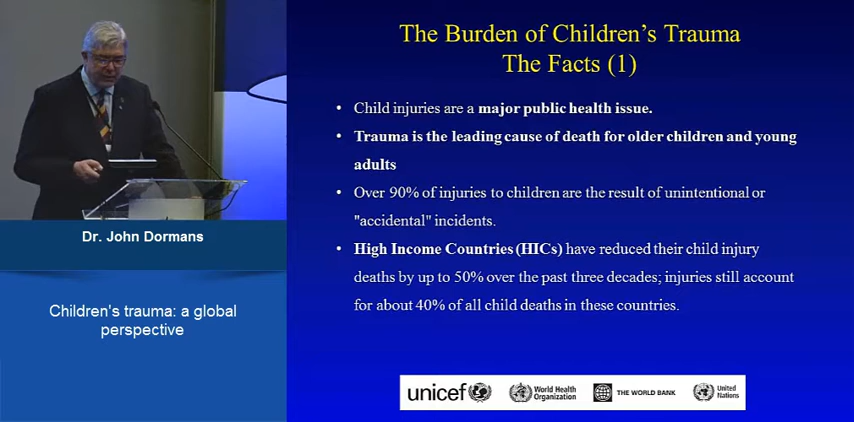 The Burden of Children's Trauma
The Facts (1)
• Child injuries are a major public health issue.
• Trauma is the leading cause of death for older children and young
adults
• Over 90% of injuries to children are the result of unintentional or
"accidental" incidents.
• High Income Countries (HICs) have reduced their child injury
deaths by up to 50% over the past three decades; injuries still account
for about 40% of all child deaths in these countries.
Dr. John Dormans
Children's trauma: a global
perspective
unicef
World Health
Organization
THE WORLD BANK
United
Nations